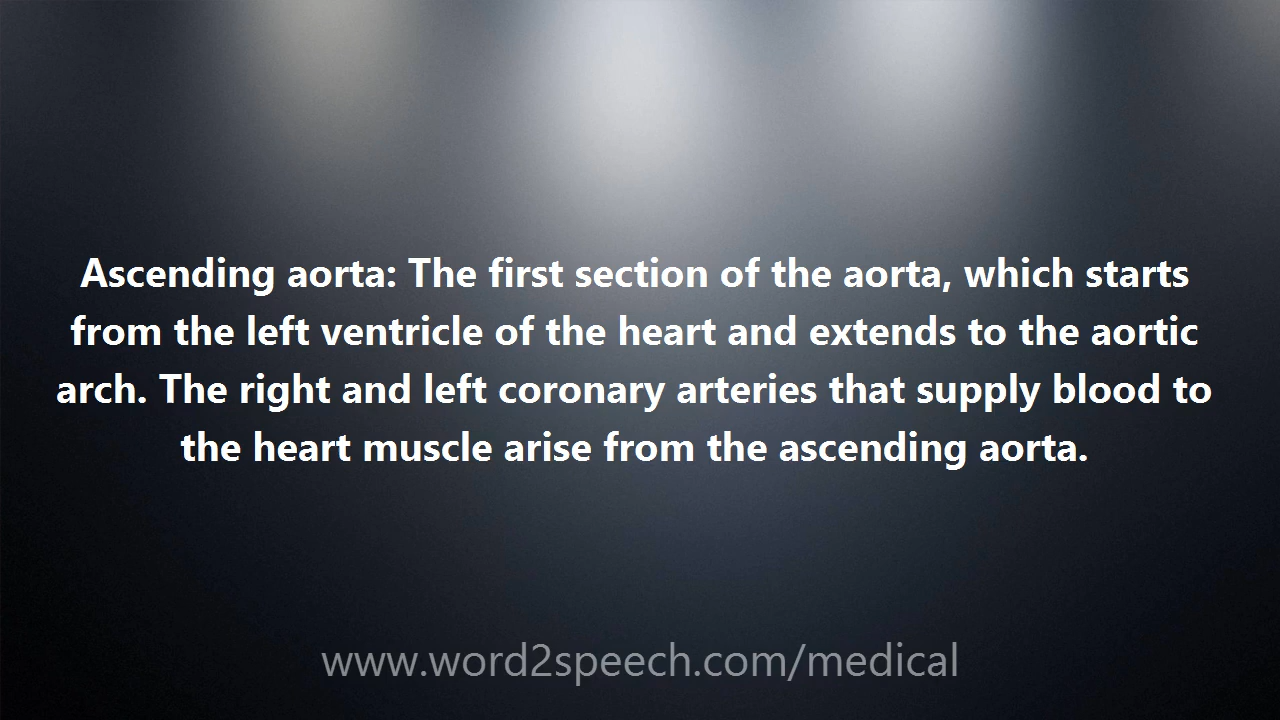 Ascending aorta: The first section of the aorta, which starts
from the left ventricle of the heart and extends to the aortic
arch. The right and left coronary arteries that supply blood to
the heart muscle arise from the ascending aorta.
www.word2speech.com/medical